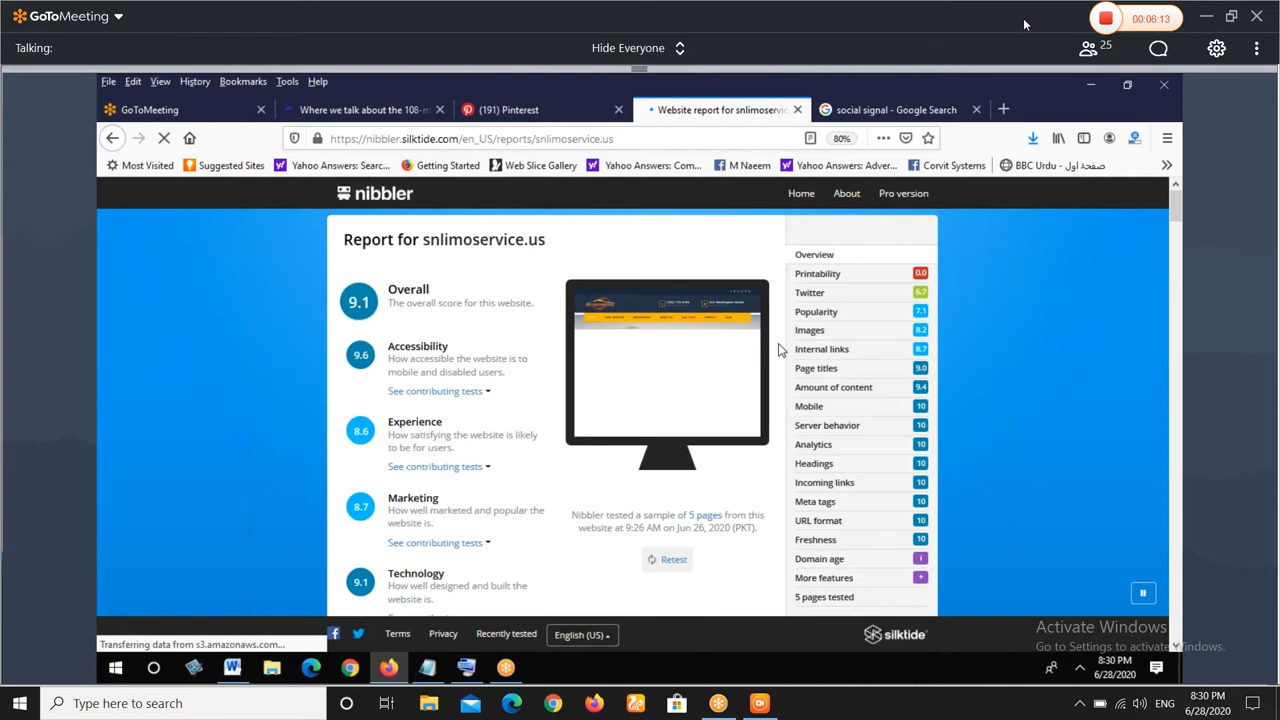 GoToMeeting
00:06:13
Talking:
Hide Everyone
25
File Edit View History Bookmarks Tools Help
GoToMeeting
Where we talk about the 108-m
(191) Pinterest
Website report for snlimoservic
social signal - Google Search
https://nibbler.silktide.com/en_US/reports/snlimoservice.us
80%
Most Visited
Suggested Sites
Yahoo Answers: Searc...
Getting Started
Web Slice Gallery
Yahoo Answers: Com...
M Naeem
Yahoo Answers: Adver...
Corvit Systems
BBC Urdu - صفحۂ اول
nibbler
Home About Pro version
Report for snlimoservice.us
9.1
Overall
The overall score for this website.
9.6
Accessibility
How accessible the website is to
mobile and disabled users.
See contributing tests
8.6
Experience
How satisfying the website is likely
to be for users.
See contributing tests
8.7
Marketing
How well marketed and popular the
website is.
See contributing tests
9.1
Technology
How well designed and built the
website is.
Nibbler tested a sample of 5 pages from this
website at 9:26 AM on Jun 26, 2020 (PKT).
Retest
Overview
Printability 0.0
Twitter 6.7
Popularity 7.1
Images 8.2
Internal links 8.7
Page titles 9.0
Amount of content 9.4
Mobile 10
Server behavior 10
Analytics 10
Headings 10
Incoming links 10
Meta tags 10
URL format 10
Freshness 10
Domain age i
More features +
5 pages tested
Terms Privacy Recently tested English (US)
silktide
Transferring data from s3.amazonaws.com...
Activate Windows
Go to Settings to activate Windows.
8:30 PM
6/28/2020
Type here to search
ENG
8:30 PM
6/28/2020